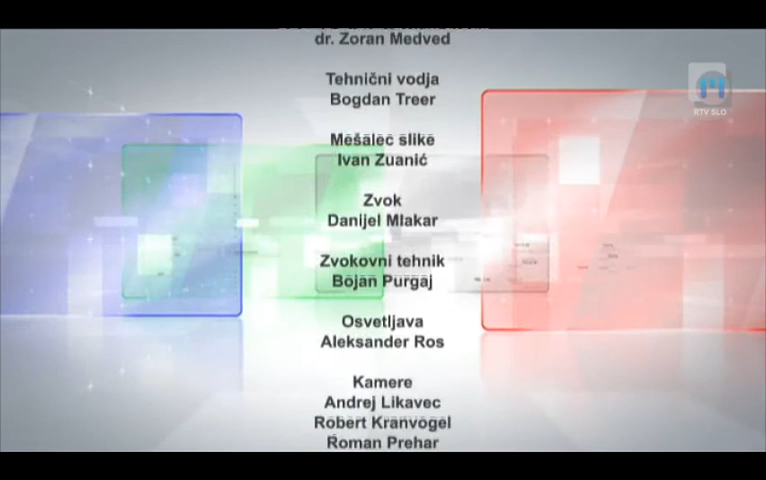 dr. Zoran Medved
Tehnični vodja
Bogdan Treer
Mešalec slike
Ivan Zuanić
Zvok
Danijel Mlakar
Zvokovni tehnik
Bojan Purgaj
Osvetljava
Aleksander Ros
Kamere
Andrej Likavec
Robert Kranvogel
Roman Prehar
RTV SLO